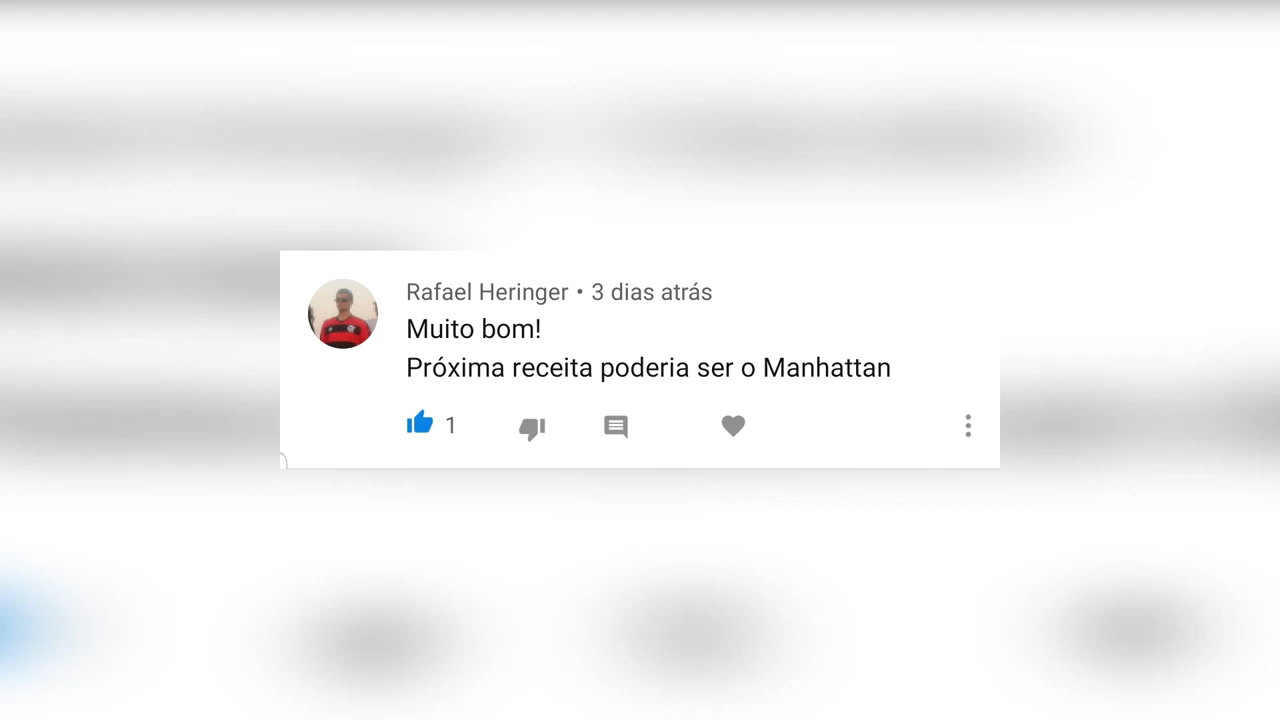 Rafael Heringer • 3 dias atrás
Muito bom!
Próxima receita poderia ser o Manhattan
1